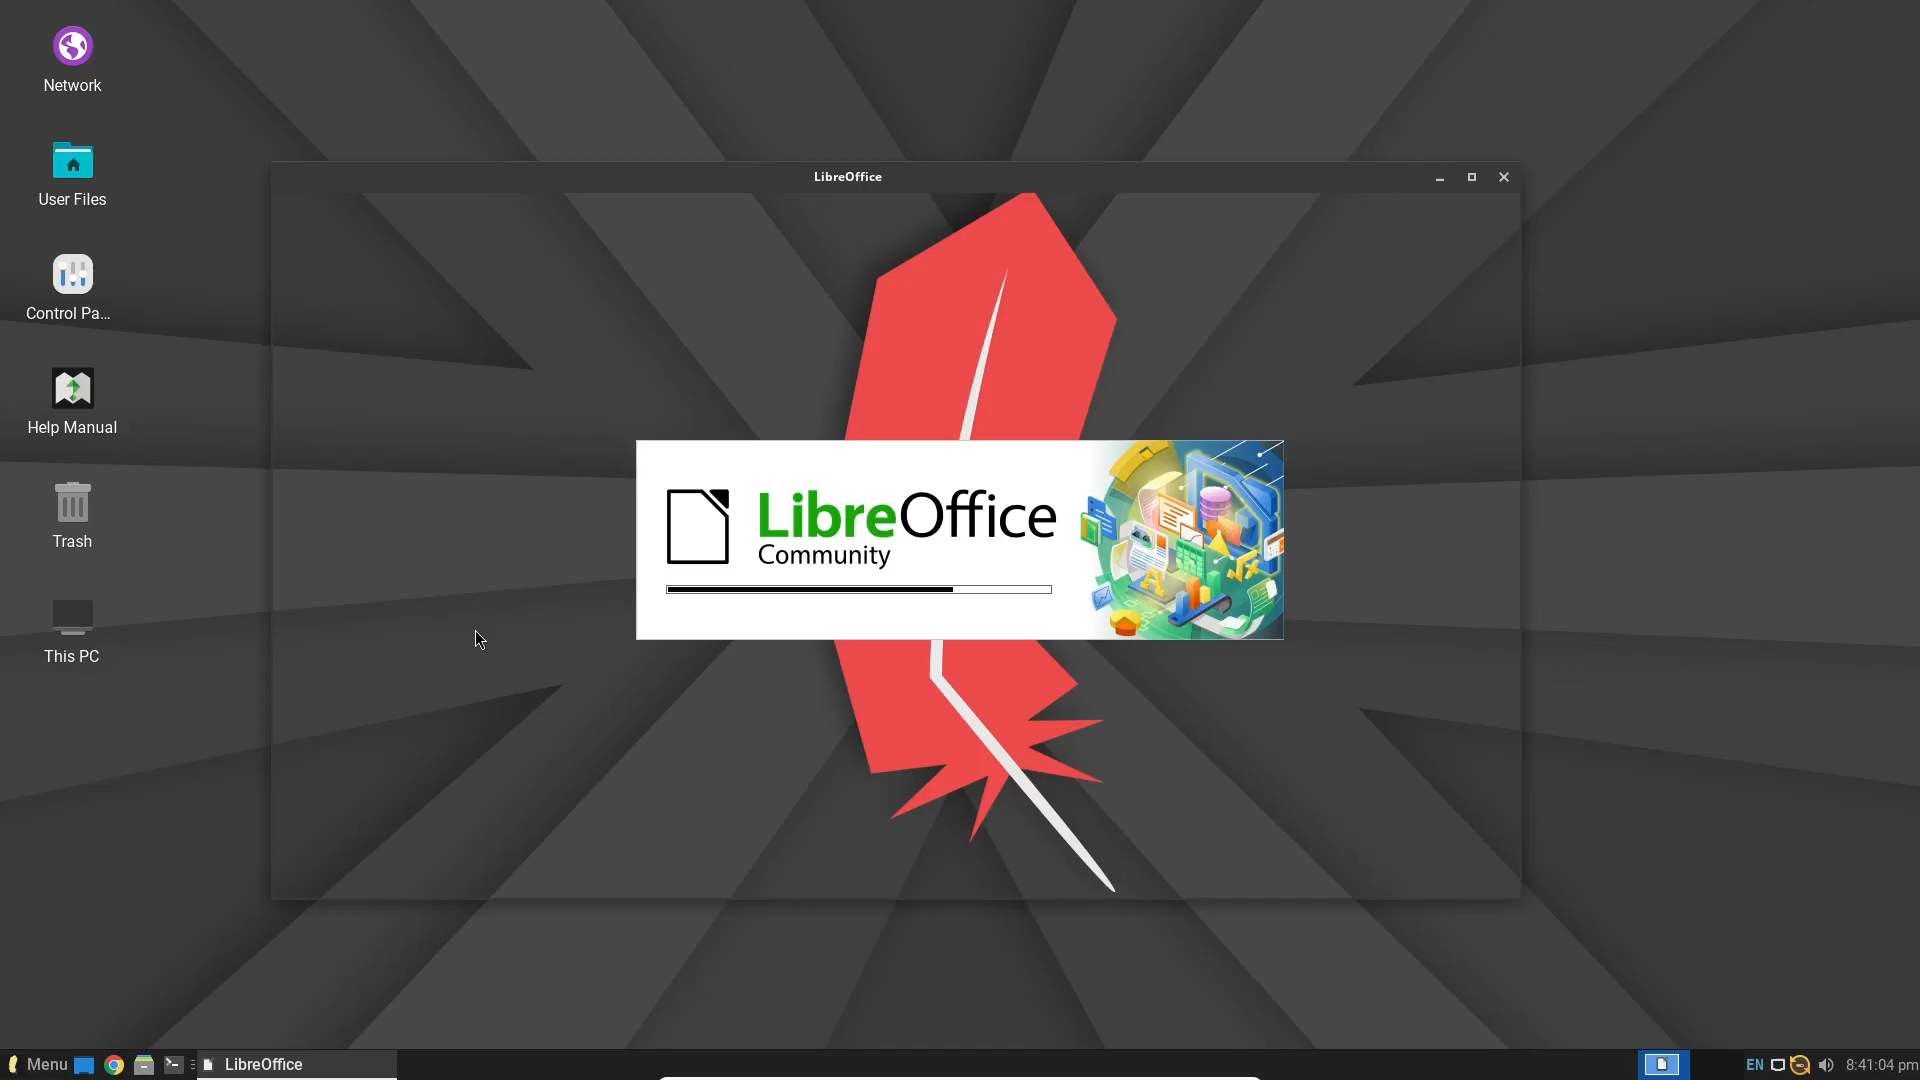 Network
User Files
Control Pa...
Help Manual
Trash
This PC
LibreOffice
LibreOffice
Community
Menu
LibreOffice
EN
8:41:04 pm